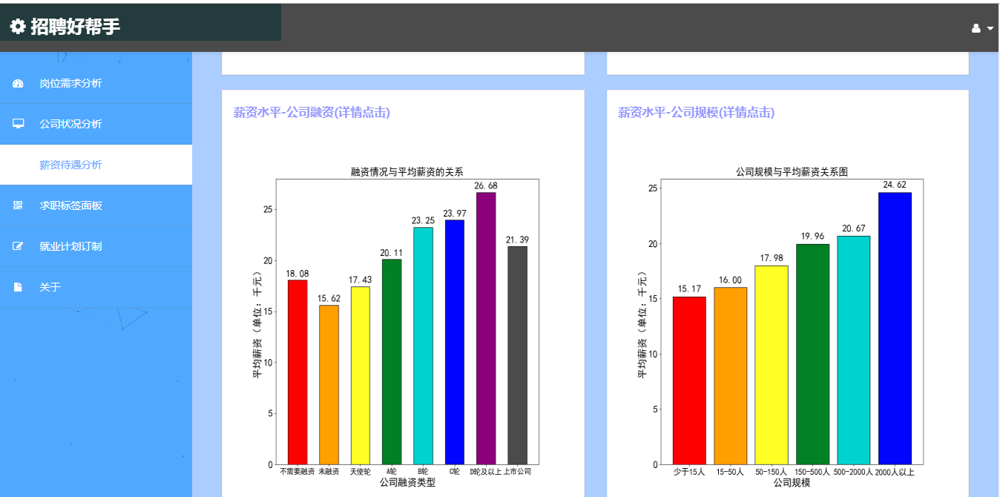 招聘好帮手
岗位需求分析
公司状况分析
薪资待遇分析
求职标签面板
就业计划订制
关于
薪资水平-公司融资(详情点击)
融资情况与平均薪资的关系
平均薪资（单位：千元）
25
20
15
10
5
0
18.08
15.62
17.43
20.11
23.25
23.97
26.68
21.39
不需要融资 未融资 天使轮 A轮 B轮 C轮 D轮及以上 上市公司
公司融资类型
薪资水平-公司规模(详情点击)
公司规模与平均薪资关系图
平均薪资（单位：千元）
25
20
15
10
5
0
15.17
16.00
17.98
19.96
20.67
24.62
少于15人 15-50人 50-150人 150-500人 500-2000人 2000人以上
公司规模